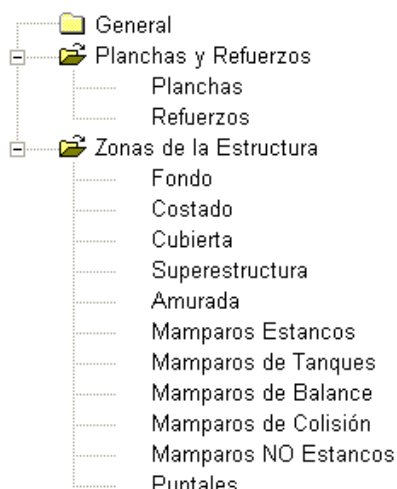 General
Planchas y Refuerzos
Planchas
Refuerzos
Zonas de la Estructura
Fondo
Costado
Cubierta
Superestructura
Amurada
Mamparos Estancos
Mamparos de Tanques
Mamparos de Balance
Mamparos de Colisión
Mamparos NO Estancos
Puntales